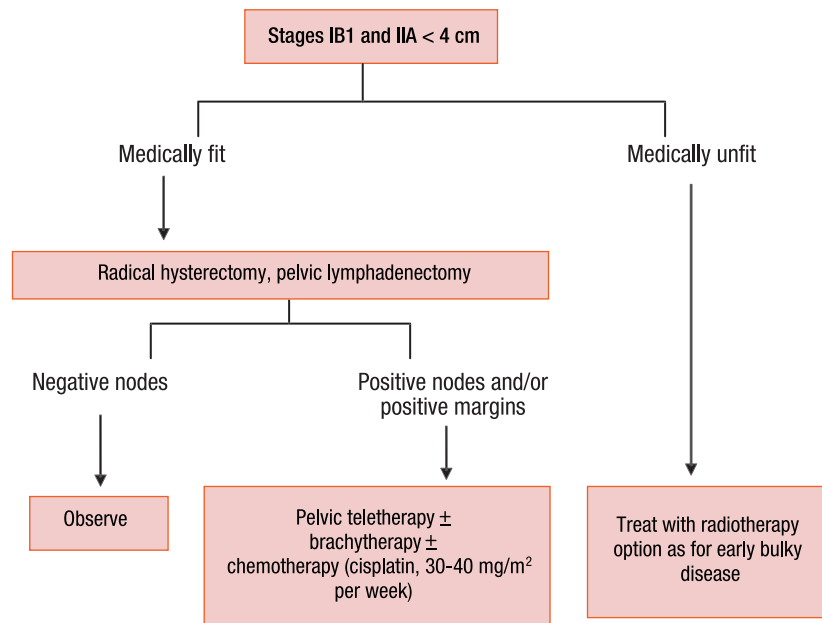 Stages IB1 and IIA < 4 cm
Medically fit
Medically unfit
Radical hysterectomy, pelvic lymphadenectomy
Negative nodes
Positive nodes and/or
positive margins
Observe
Pelvic teletherapy ±
brachytherapy ±
chemotherapy (cisplatin, 30-40 mg/m²
per week)
Treat with radiotherapy
option as for early bulky
disease